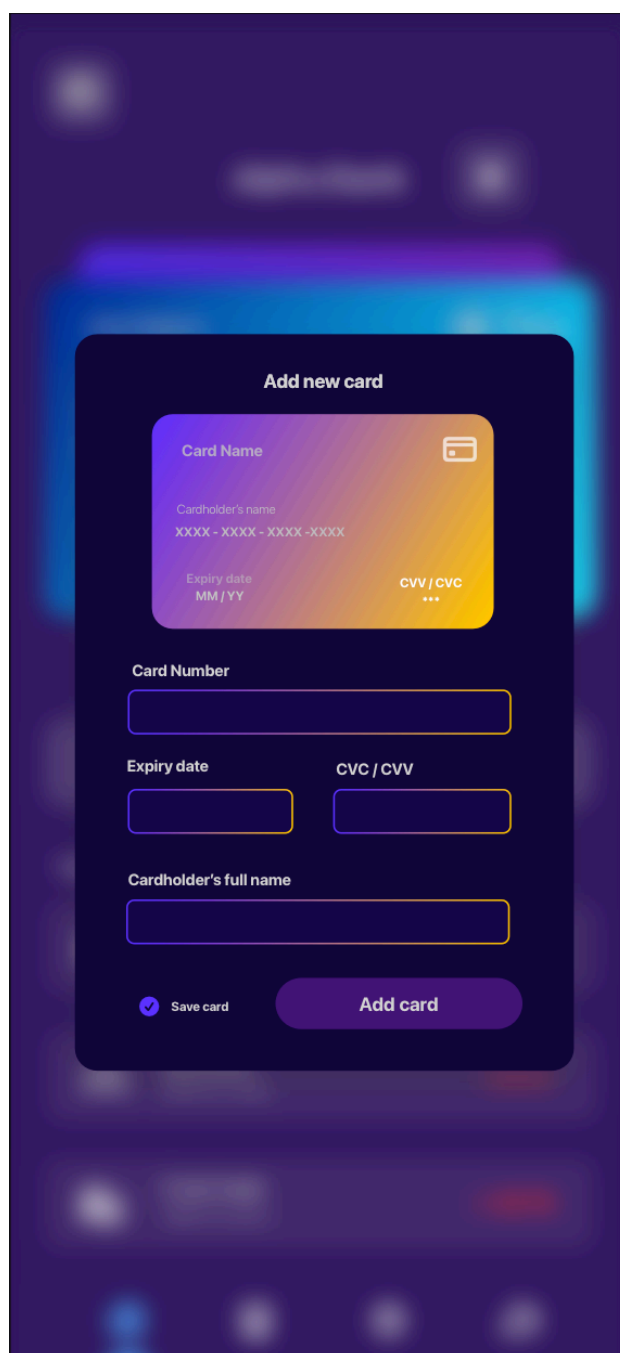 Add new card
Card Name
Cardholder's name
XXXX - XXXX - XXXX -XXXX
Expiry date
MM / YY
CVV / CVC
•••
Card Number
Expiry date
CVC / CVV
Cardholder's full name
Save card
Add card